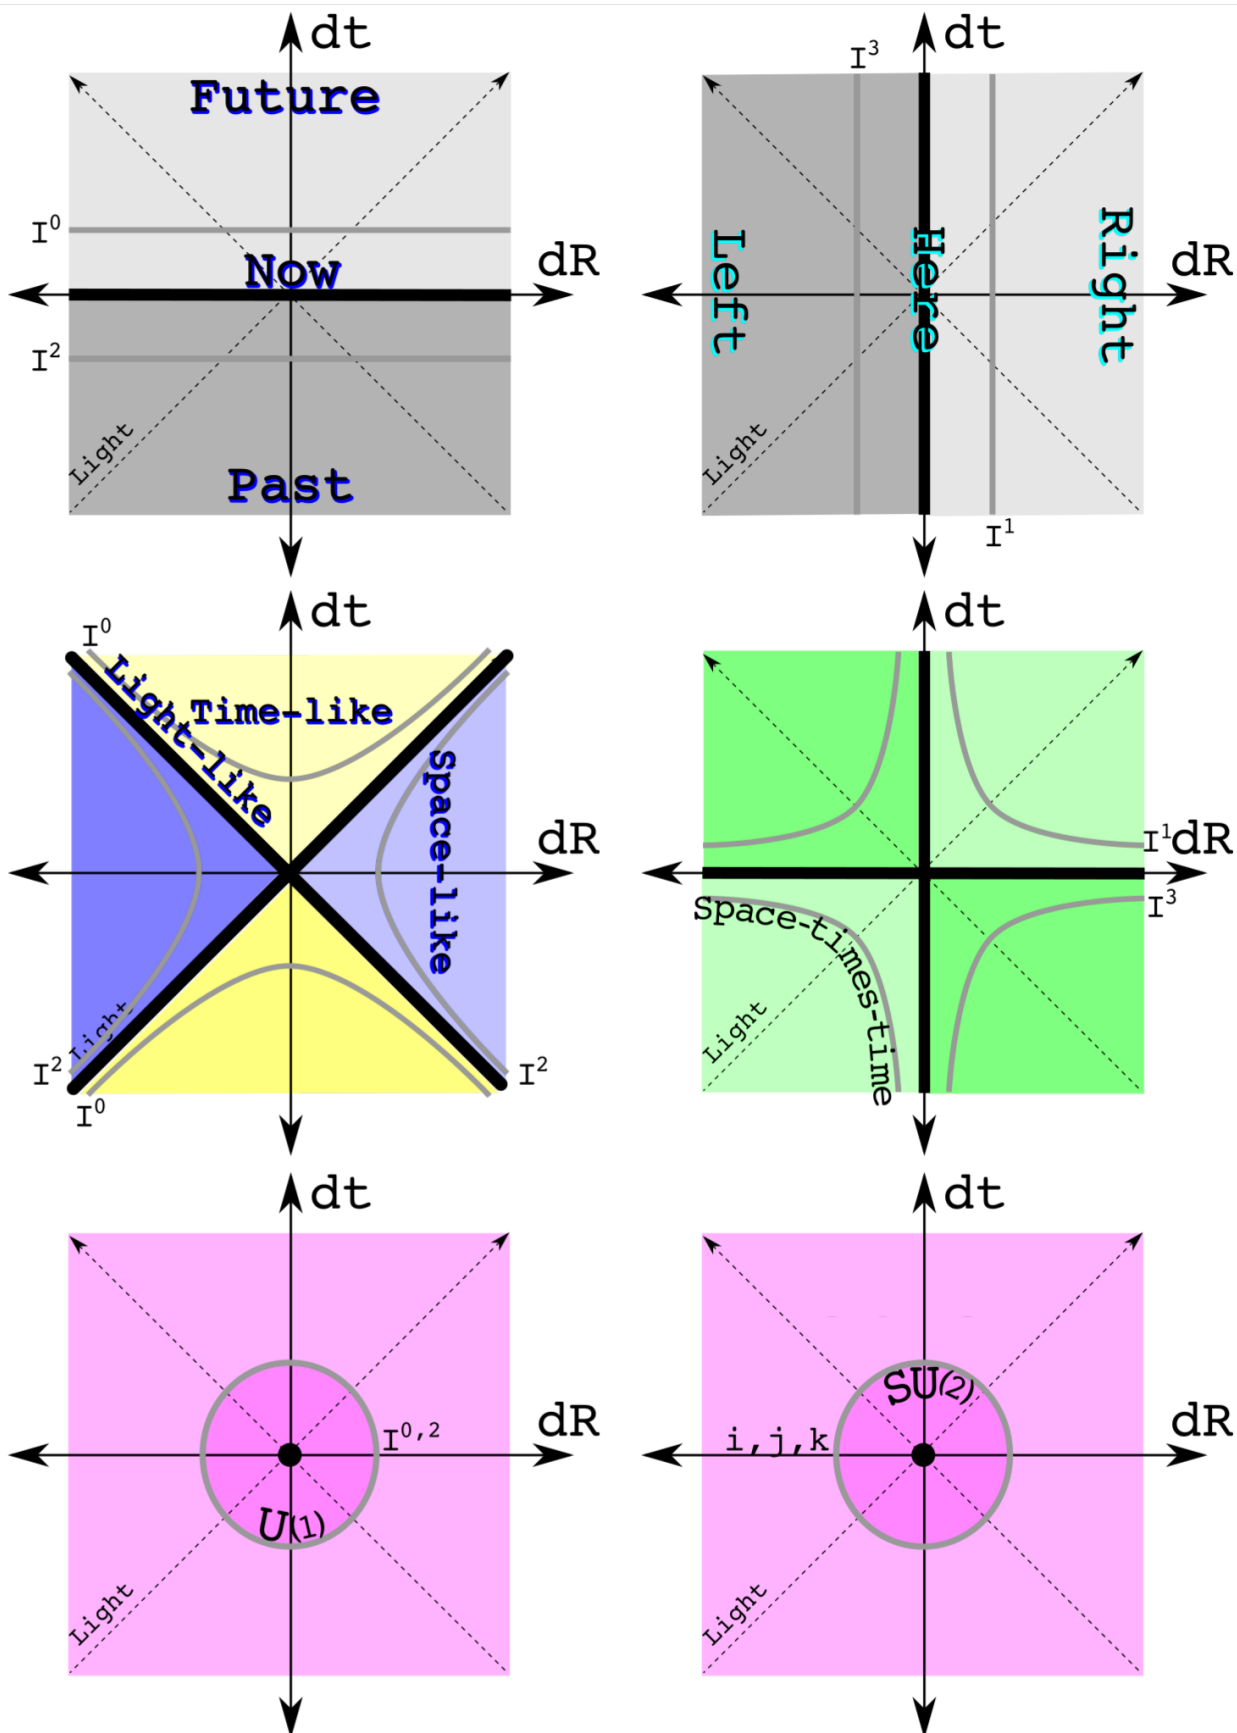 dt
Future
I⁰
Now
dR
I²
Light
Past
dt
I³
Left
Here
Right
dR
Light
I¹
dt
I⁰
Light-like
Time-like
Space-like
dR
Light
I²
I²
I⁰
dt
I¹
dR
I³
Space-times-time
Light
dt
dR
I⁰,²
U(1)
Light
dt
SU(2)
dR
i,j,k
Light